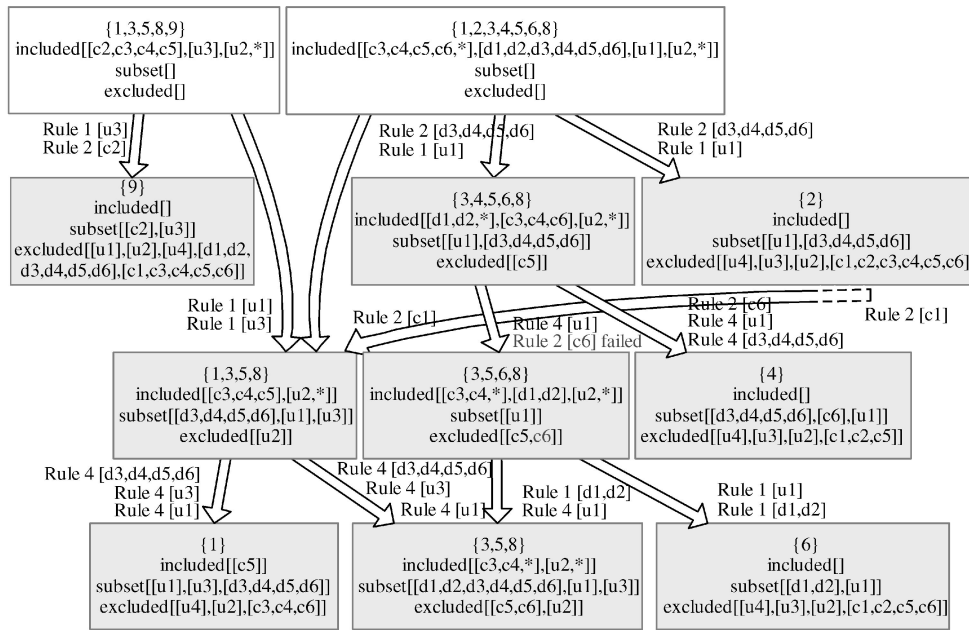 {1,3,5,8,9}
included[[c2,c3,c4,c5],[u3],[u2,*]]
subset[]
excluded[]
{1,2,3,4,5,6,8}
included[[c3,c4,c5,c6,*],[d1,d2,d3,d4,d5,d6],[u1],[u2,*]]
subset[]
excluded[]
Rule 1 [u3]
Rule 2 [c2]
Rule 2 [d3,d4,d5,d6]
Rule 1 [u1]
Rule 2 [d3,d4,d5,d6]
Rule 1 [u1]
{9}
included[]
subset[[c2],[u3]]
excluded[[u1],[u2],[u4],[d1,d2,
d3,d4,d5,d6],[c1,c3,c4,c5,c6]]
{3,4,5,6,8}
included[[d1,d2,*],[c3,c4,c6],[u2,*]]
subset[[u1],[d3,d4,d5,d6]]
excluded[[c5]]
{2}
included[]
subset[[u1],[d3,d4,d5,d6]]
excluded[[u4],[u3],[u2],[c1,c2,c3,c4,c5,c6]
Rule 1 [u1]
Rule 1 [u3]
Rule 2 [c1]
Rule 4 [u1]
Rule 2 [c6] failed
Rule 2 [c6]
Rule 4 [u1]
Rule 4 [d3,d4,d5,d6]
Rule 2 [c1]
{1,3,5,8}
included[[c3,c4,c5],[u2,*]]
subset[[d3,d4,d5,d6],[u1],[u3]]
excluded[[u2]]
{3,5,6,8}
included[[c3,c4,*],[d1,d2],[u2,*]]
subset[[u1]]
excluded[[c5,c6]]
{4}
included[]
subset[[d3,d4,d5,d6],[c6],[u1]]
excluded[[u4],[u3],[u2],[c1,c2,c5]]
Rule 4 [d3,d4,d5,d6]
Rule 4 [u3]
Rule 4 [u1]
Rule 4 [d3,d4,d5,d6]
Rule 4 [u3]
Rule 4 [u1]
Rule 1 [d1,d2]
Rule 4 [u1]
Rule 1 [u1]
Rule 1 [d1,d2]
{1}
included[[c5]]
subset[[u1],[u3],[d3,d4,d5,d6]]
excluded[[u4],[u2],[c3,c4,c6]]
{3,5,8}
included[[c3,c4,*],[u2,*]]
subset[[d1,d2,d3,d4,d5,d6],[u1],[u3]]
excluded[[c5,c6],[u2]]
{6}
included[]
subset[[d1,d2],[u1]]
excluded[[u4],[u3],[u2],[c1,c2,c5,c6]]